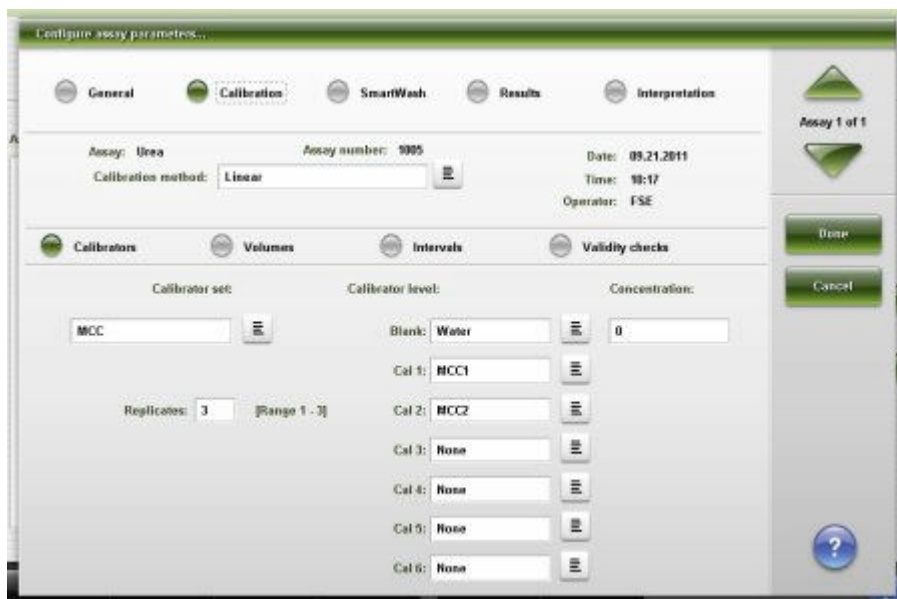 Configure assay parameters...
General Calibration SmartWash Results Interpretation
Assay 1 of 1
Assay: Urea Assay number: 1005 Date: 09.21.2011
Calibration method: Linear Time: 10:17
Operator: FSE
Done
Calibrators Volumes Intervals Validity checks
Cancel
Calibrator set: Calibrator level: Concentration:
MCC Blank: Water 0
Cal 1: MCC1
Replicates: 3 [Range 1 - 3] Cal 2: MCC2
Cal 3: None
Cal 4: None
Cal 5: None
Cal 6: None
?